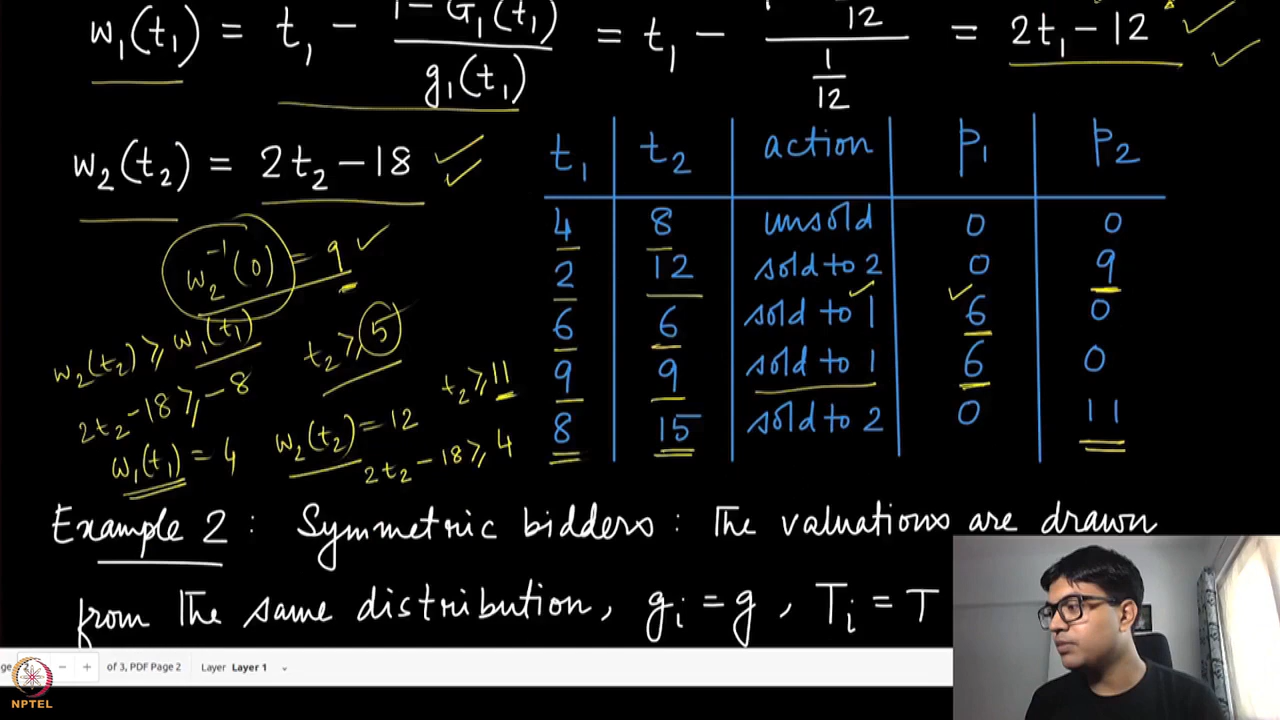 w₁(t₁) = t₁ − (1 − G₁(t₁)) / g₁(t₁) = t₁ − / (1/12) = 2t₁ − 12 ✓ ✓
w₂(t₂) = 2t₂ − 18 ✓✓
w₂⁻¹(0) = 9 ✓
w₂(t₂) ⩾ w₁(t₁)
2t₂ − 18 ⩾ −8
t₂ ⩾ 5
w₁(t₁) = 4
w₂(t₂) = 12
2t₂ − 18 ⩾ 4
t₂ ⩾ 11
t₁ t₂ action p₁ p₂
4 8 unsold 0 0
2 12 sold to 2 0 9
6 6 sold to 1 ✓ ✓ 6 0
9 9 sold to 1 6 0
8 15 sold to 2 0 11
Example 2 : Symmetric bidders : The valuations are drawn
from the same distribution, gᵢ = g , Tᵢ = T
of 3, PDF Page 2 Layer Layer 1
NPTEL